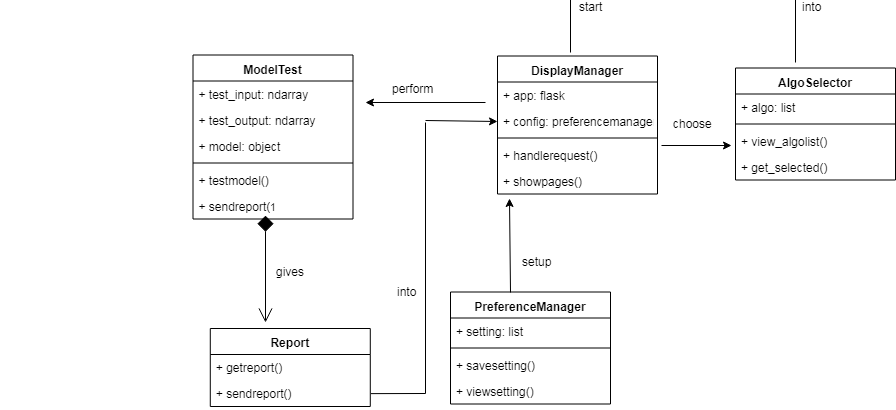 start
into
ModelTest
+ test_input: ndarray
+ test_output: ndarray
+ model: object
+ testmodel()
+ sendreport(1
perform
DisplayManager
+ app: flask
+ config: preferencemanage
+ handlerequest()
+ showpages()
choose
AlgoSelector
+ algo: list
+ view_algolist()
+ get_selected()
gives
into
setup
Report
+ getreport()
+ sendreport()
PreferenceManager
+ setting: list
+ savesetting()
+ viewsetting()